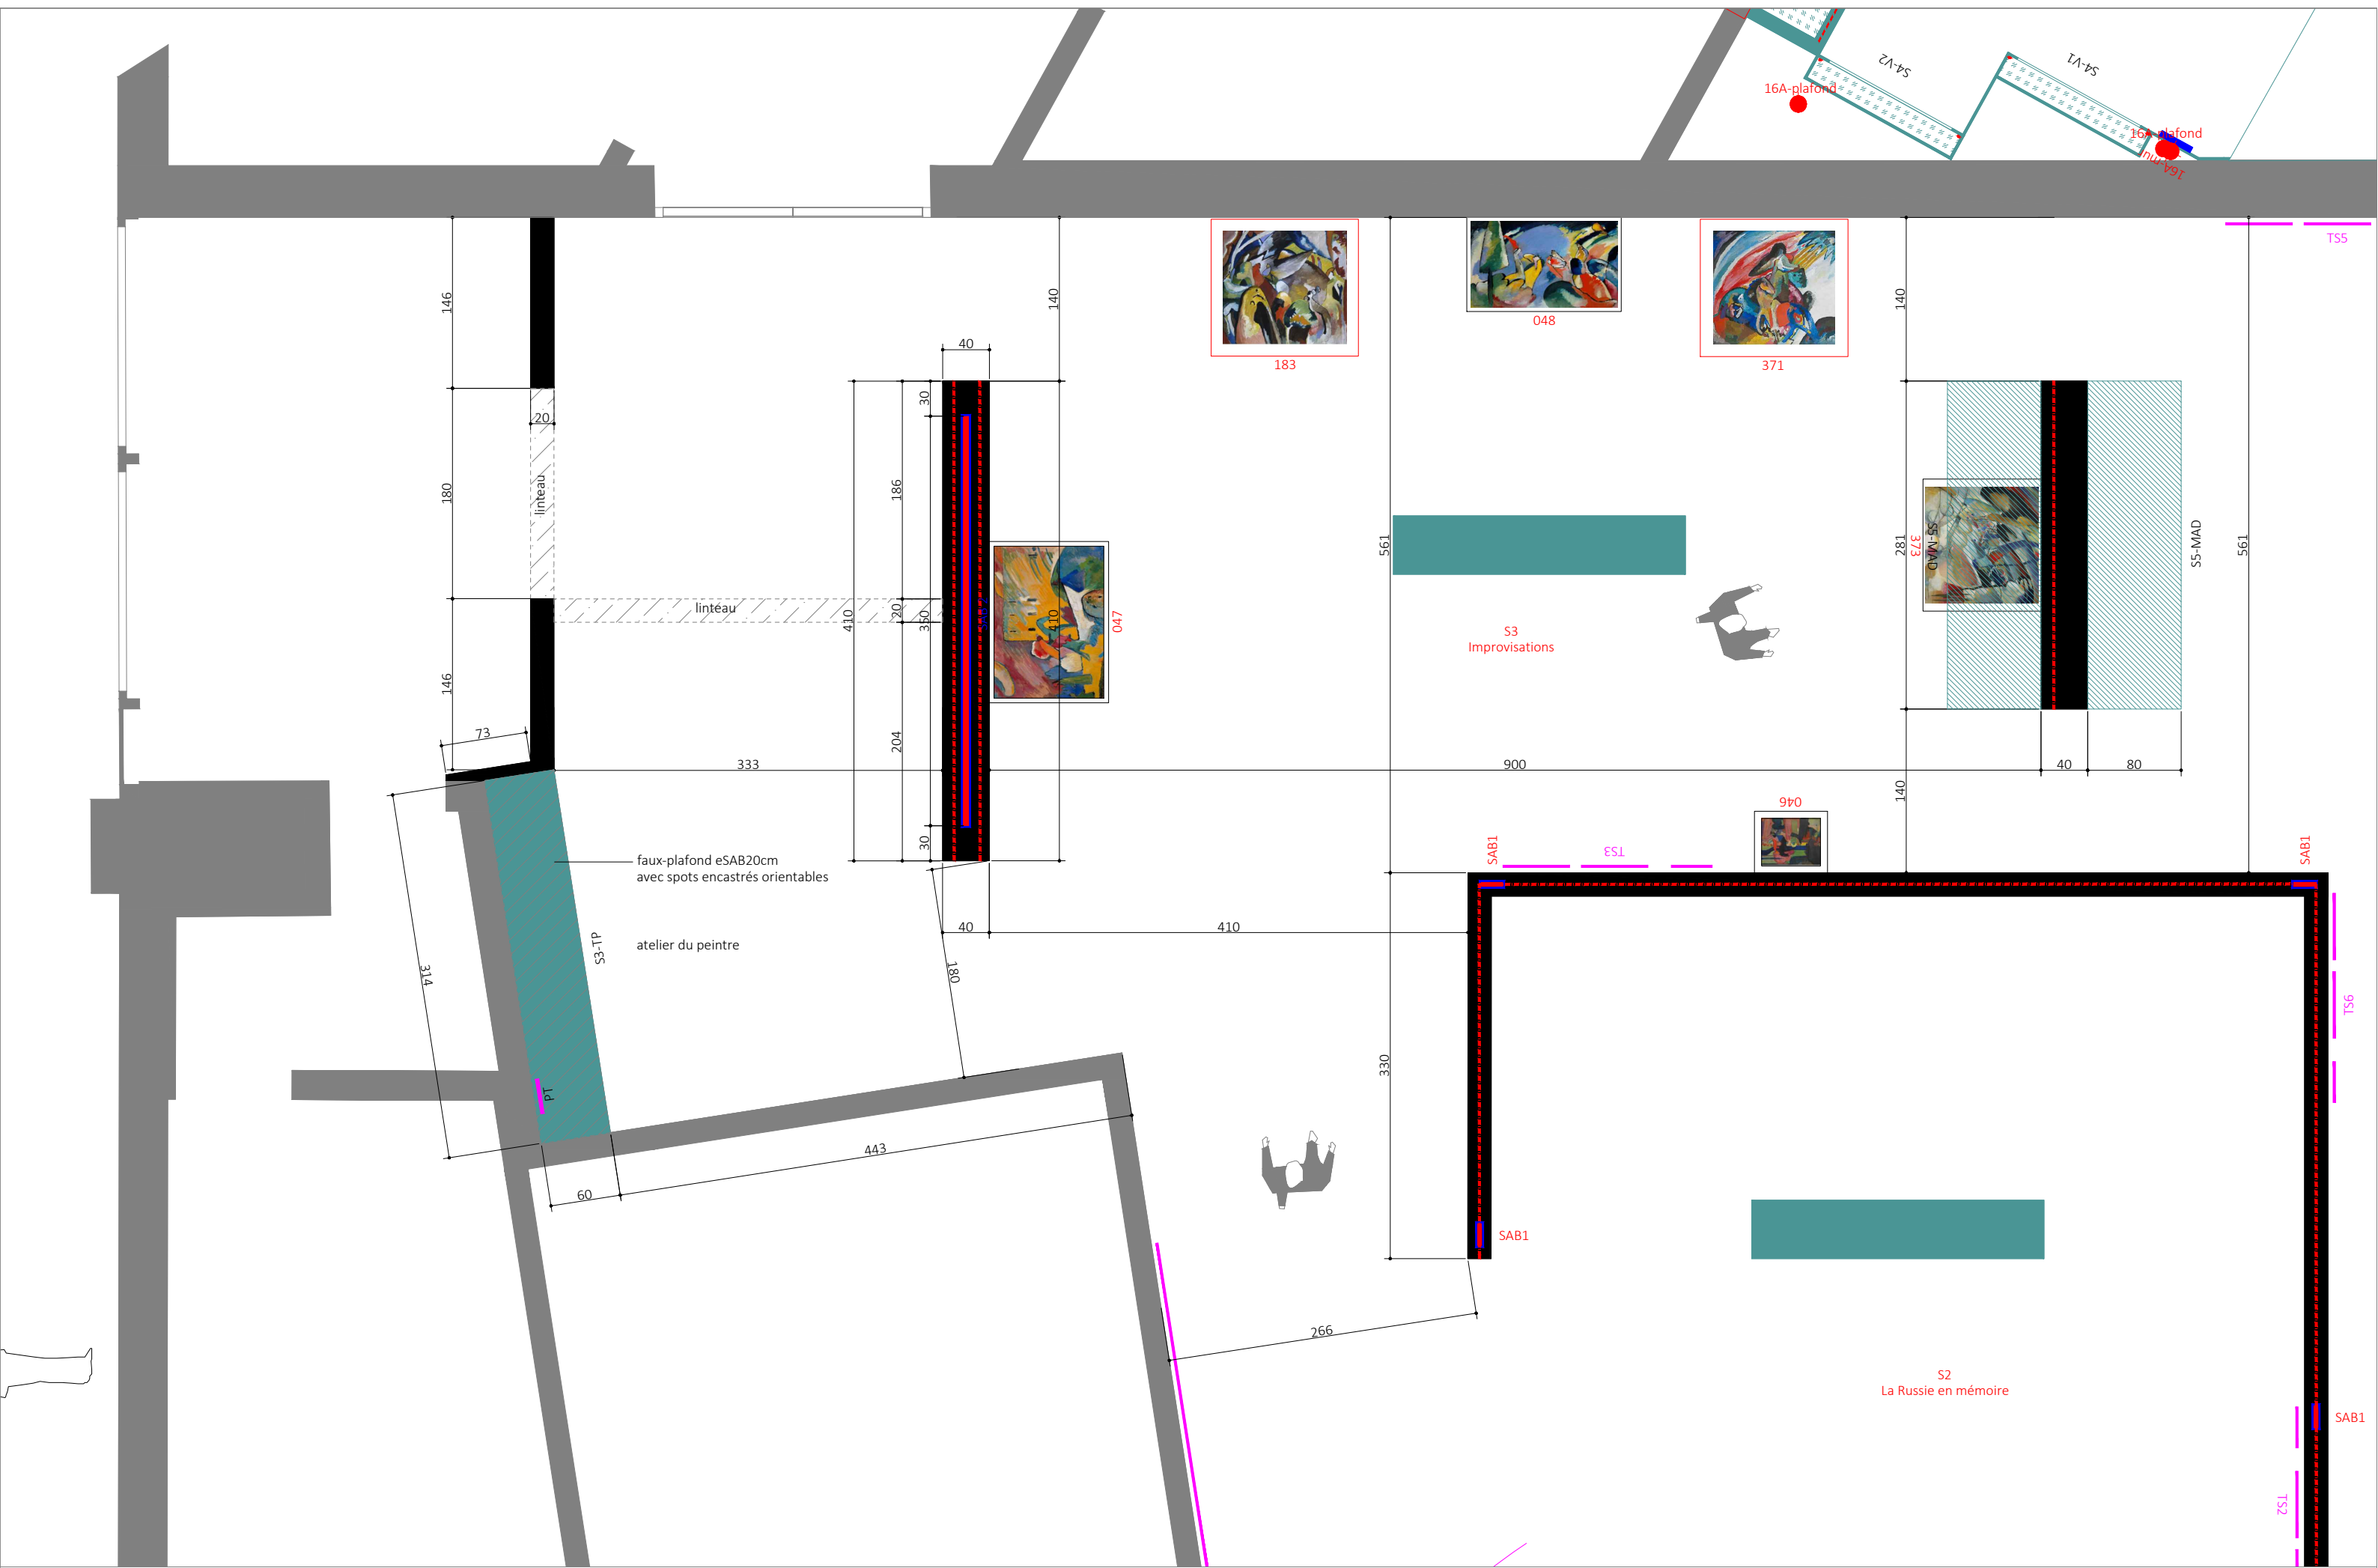 S4-V2
S4-V1
16A-plafond
16A-plafond
16A-mur
TS5
146
140
140
183
048
371
40
30
20
linteau
180
186
561
281
373
S5-MAD
S5-MAD
561
linteau
410
20
350
410
047
S3
Improvisations
146
204
73
333
900
40
80
140
30
046
SAB1
TS3
SAB1
faux-plafond eSAB20cm
avec spots encastrés orientables
S3-TP
atelier du peintre
40
410
314
180
TS6
330
PT
443
60
SAB1
266
S2
La Russie en mémoire
SAB1
TS2